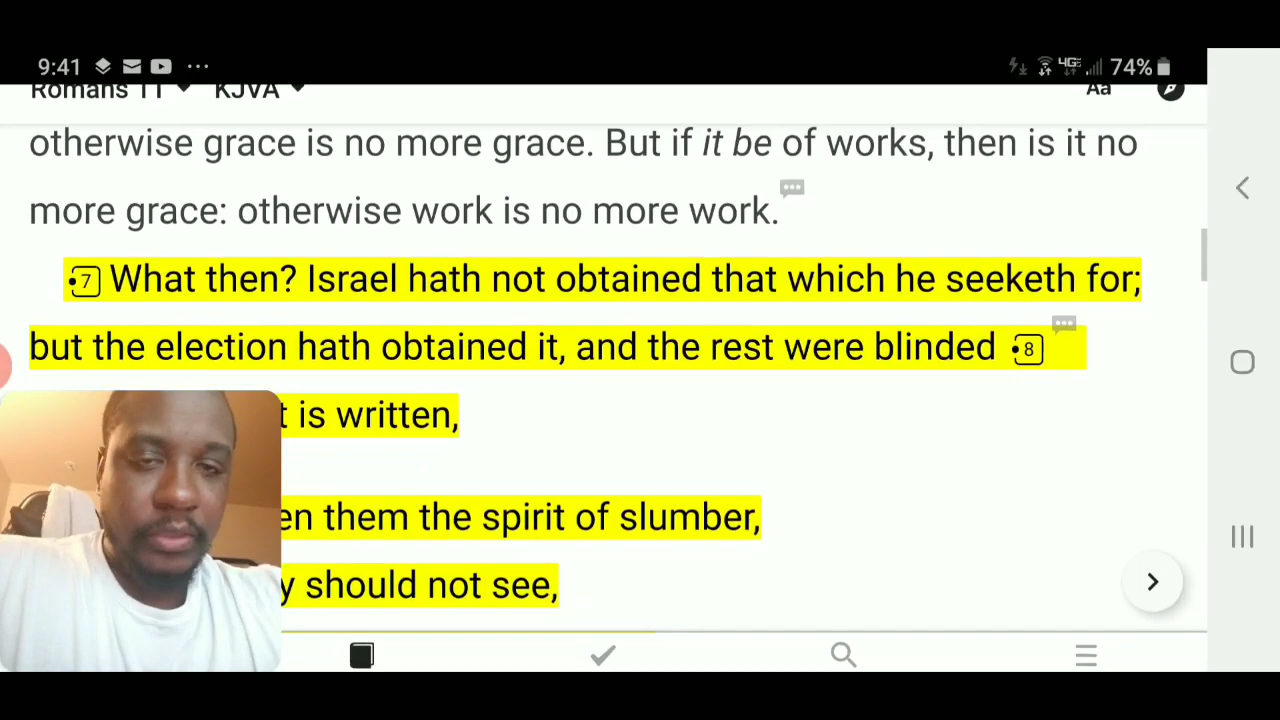 9:41 ... 4GE 74%
Romans 11 KJVA Aa
otherwise grace is no more grace. But if it be of works, then is it no
more grace: otherwise work is no more work.
7 What then? Israel hath not obtained that which he seeketh for;
but the election hath obtained it, and the rest were blinded 8
t is written,
en them the spirit of slumber,
y should not see,